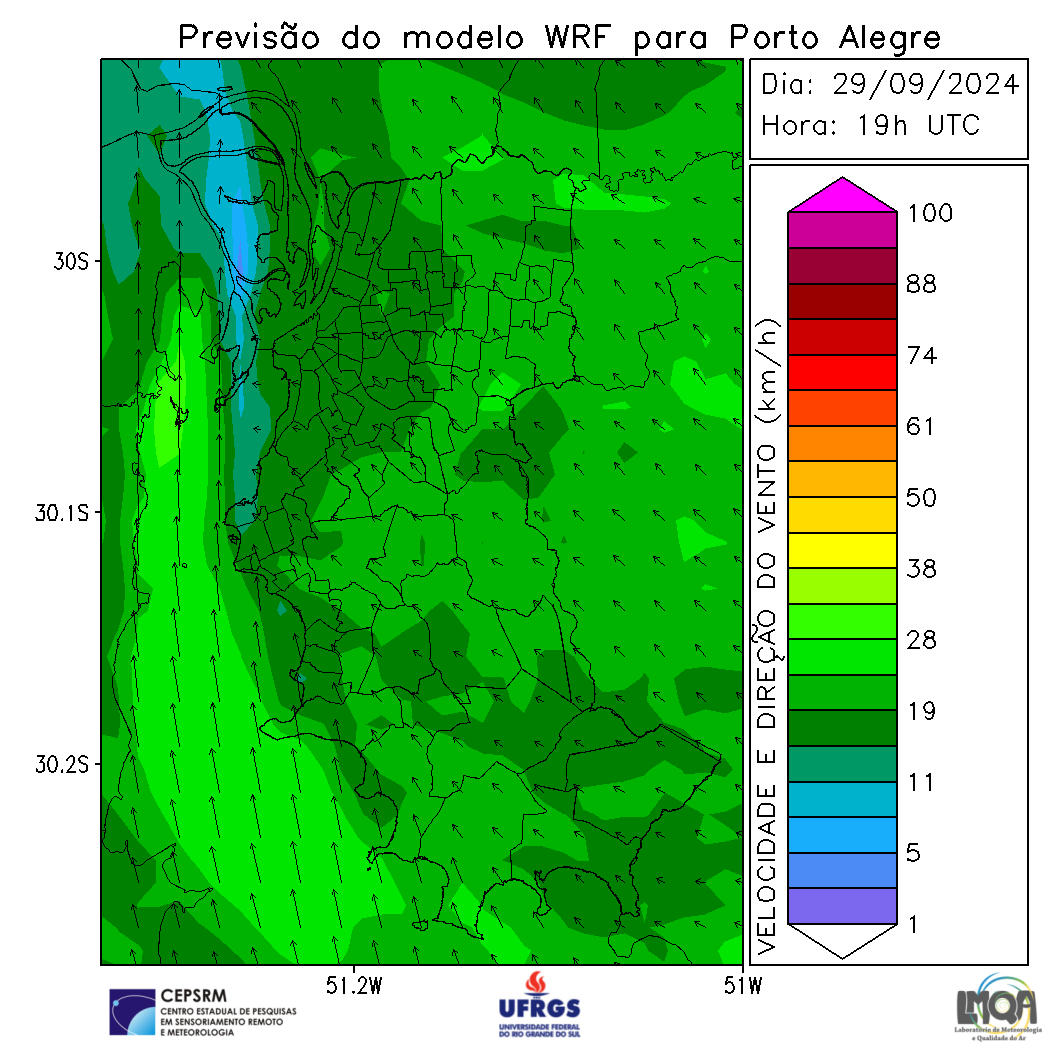 Previsão do modelo WRF para Porto Alegre
Dia: 29/09/2024
Hora: 19h UTC
30S
30.1S
30.2S
51.2W
51W
VELOCIDADE E DIREÇÃO DO VENTO (km/h)
100
88
74
61
50
38
28
19
11
5
1
CEPSRM
CENTRO ESTADUAL DE PESQUISAS
EM SENSORIAMENTO REMOTO
E METEOROLOGIA
UFRGS
UNIVERSIDADE FEDERAL
DO RIO GRANDE DO SUL
LMQA
Laboratório de Meteorologia
e Qualidade do Ar